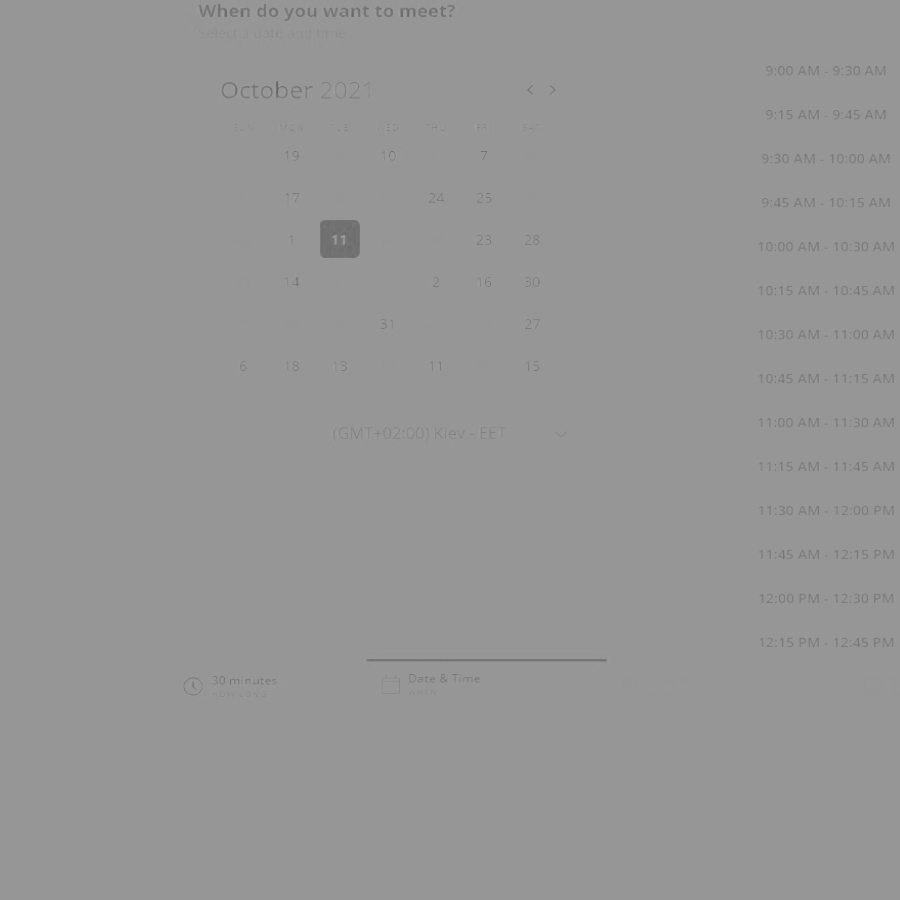 When do you want to meet?
Select a date and time
October 2021
SUN MON TUE WED THU FRI SAT
19 10 7
17 24 25
1 11 23 28
14 2 16 30
31 27
6 18 13 11 15
(GMT+02:00) Kiev - EET
9:00 AM - 9:30 AM
9:15 AM - 9:45 AM
9:30 AM - 10:00 AM
9:45 AM - 10:15 AM
10:00 AM - 10:30 AM
10:15 AM - 10:45 AM
10:30 AM - 11:00 AM
10:45 AM - 11:15 AM
11:00 AM - 11:30 AM
11:15 AM - 11:45 AM
11:30 AM - 12:00 PM
11:45 AM - 12:15 PM
12:00 PM - 12:30 PM
12:15 PM - 12:45 PM
30 minutes
HOW LONG
Date & Time
WHEN